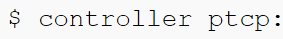 $ controller ptcp: